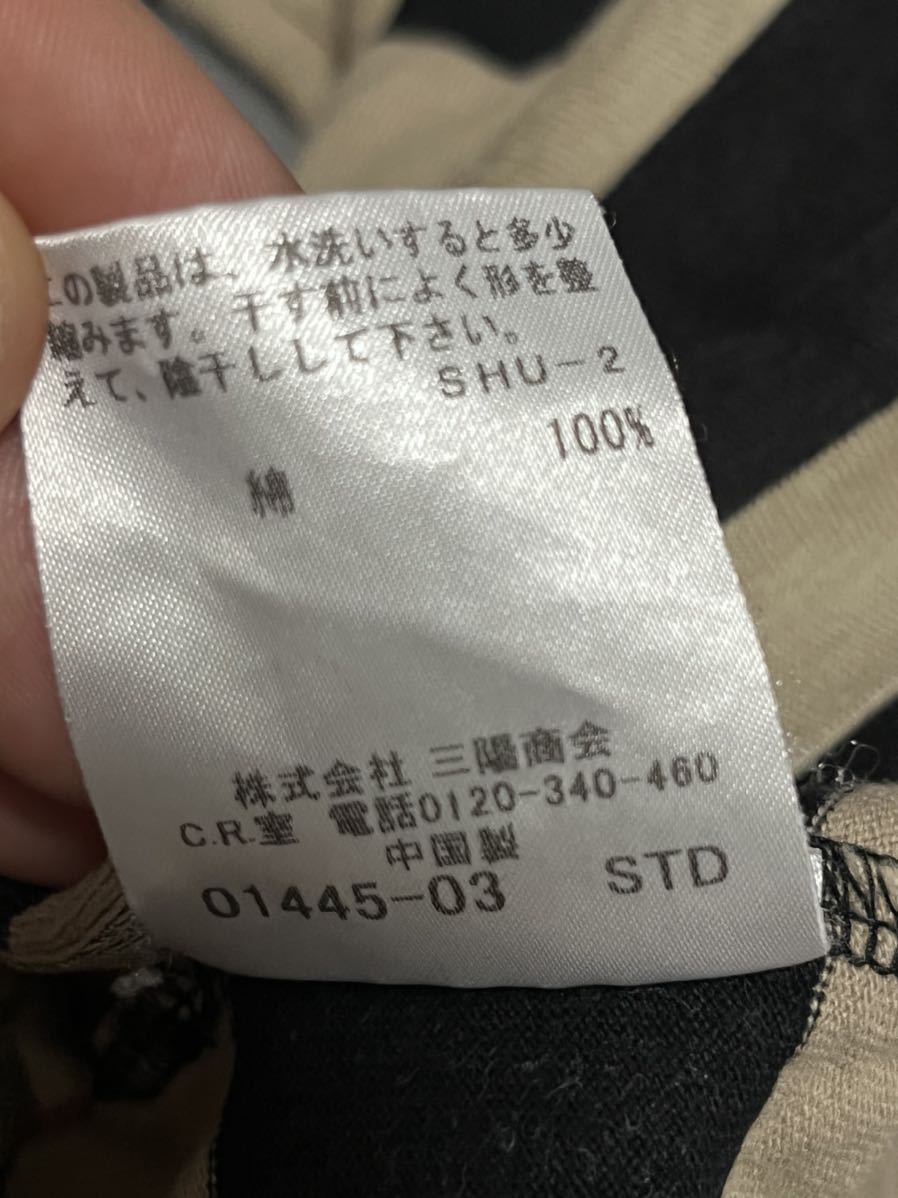 この製品は、水洗いすると多少
縮みます。干す前によく形を整
えて、陰干しして下さい。
SHU-2
綿 100%
株式会社 三陽商会
C.R.室 電話0120-340-460
中国製
01445-03 STD